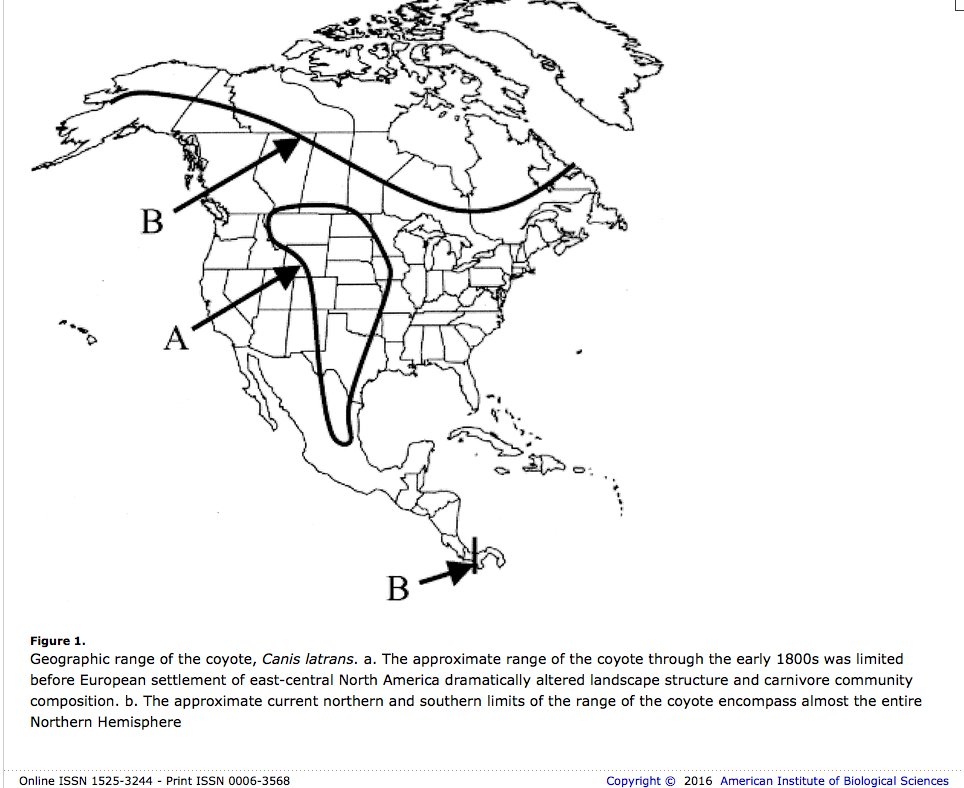 B
A
B
Figure 1.
Geographic range of the coyote, Canis latrans. a. The approximate range of the coyote through the early 1800s was limited
before European settlement of east-central North America dramatically altered landscape structure and carnivore community
composition. b. The approximate current northern and southern limits of the range of the coyote encompass almost the entire
Northern Hemisphere
Online ISSN 1525-3244 - Print ISSN 0006-3568
Copyright © 2016 American Institute of Biological Sciences